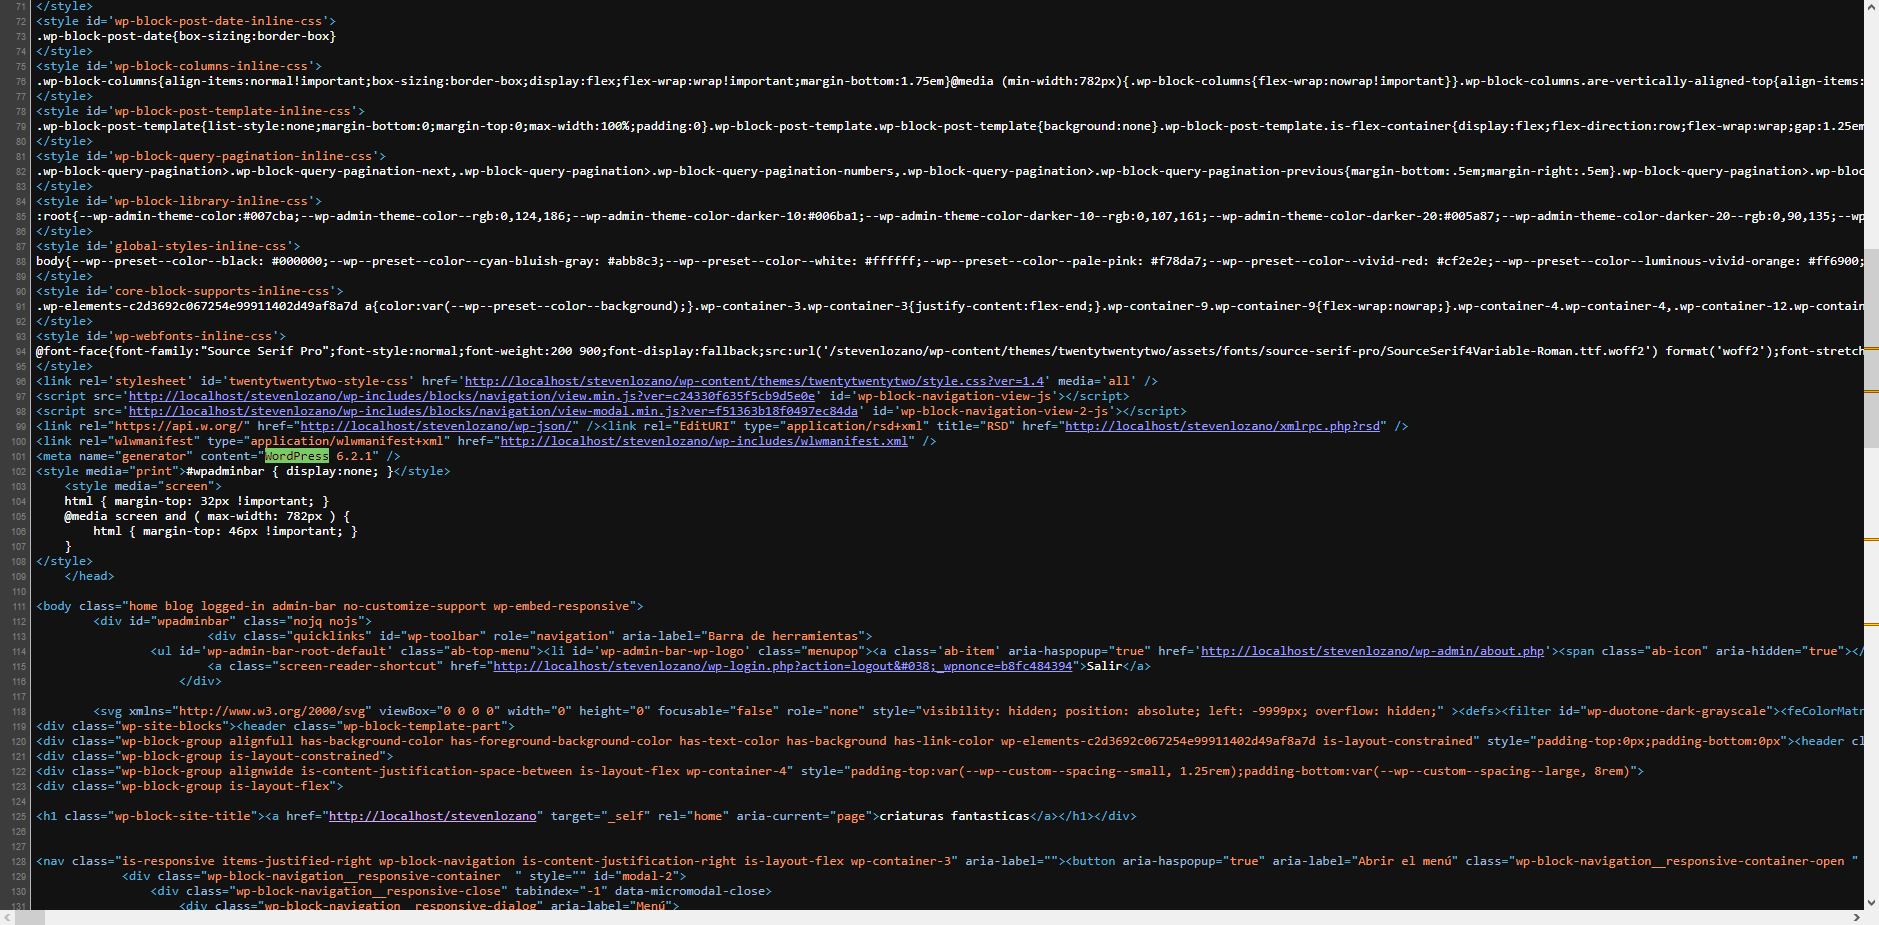 71 </style>
72 <style id='wp-block-post-date-inline-css'>
73 .wp-block-post-date{box-sizing:border-box}
74 </style>
75 <style id='wp-block-columns-inline-css'>
76 .wp-block-columns{align-items:normal!important;box-sizing:border-box;display:flex;flex-wrap:wrap!important;margin-bottom:1.75em}@media (min-width:782px){.wp-block-columns{flex-wrap:nowrap!important}}.wp-block-columns.are-vertically-aligned-top{align-items:
77 </style>
78 <style id='wp-block-post-template-inline-css'>
79 .wp-block-post-template{list-style:none;margin-bottom:0;margin-top:0;max-width:100%;padding:0}.wp-block-post-template.wp-block-post-template{background:none}.wp-block-post-template.is-flex-container{display:flex;flex-direction:row;flex-wrap:wrap;gap:1.25em
80 </style>
81 <style id='wp-block-query-pagination-inline-css'>
82 .wp-block-query-pagination>.wp-block-query-pagination-next,.wp-block-query-pagination>.wp-block-query-pagination-numbers,.wp-block-query-pagination>.wp-block-query-pagination-previous{margin-bottom:.5em;margin-right:.5em}.wp-block-query-pagination>.wp-bloc
83 </style>
84 <style id='wp-block-library-inline-css'>
85 :root{--wp-admin-theme-color:#007cba;--wp-admin-theme-color--rgb:0,124,186;--wp-admin-theme-color-darker-10:#006ba1;--wp-admin-theme-color-darker-10--rgb:0,107,161;--wp-admin-theme-color-darker-20:#005a87;--wp-admin-theme-color-darker-20--rgb:0,90,135;--wp
86 </style>
87 <style id='global-styles-inline-css'>
88 body{--wp--preset--color--black: #000000;--wp--preset--color--cyan-bluish-gray: #abb8c3;--wp--preset--color--white: #ffffff;--wp--preset--color--pale-pink: #f78da7;--wp--preset--color--vivid-red: #cf2e2e;--wp--preset--color--luminous-vivid-orange: #ff6900;
89 </style>
90 <style id='core-block-supports-inline-css'>
91 .wp-elements-c2d3692c067254e99911402d49af8a7d a{color:var(--wp--preset--color--background);}.wp-container-3.wp-container-3{justify-content:flex-end;}.wp-container-9.wp-container-9{flex-wrap:nowrap;}.wp-container-4.wp-container-4,.wp-container-12.wp-contain
92 </style>
93 <style id='wp-webfonts-inline-css'>
94 @font-face{font-family:"Source Serif Pro";font-style:normal;font-weight:200 900;font-display:fallback;src:url('/stevenlozano/wp-content/themes/twentytwentytwo/assets/fonts/source-serif-pro/SourceSerif4Variable-Roman.ttf.woff2') format('woff2');font-stretch
95 </style>
96 <link rel='stylesheet' id='twentytwentytwo-style-css' href='http://localhost/stevenlozano/wp-content/themes/twentytwentytwo/style.css?ver=1.4' media='all' />
97 <script src='http://localhost/stevenlozano/wp-includes/blocks/navigation/view.min.js?ver=c24330f635f5cb9d5e0e' id='wp-block-navigation-view-js'></script>
98 <script src='http://localhost/stevenlozano/wp-includes/blocks/navigation/view-modal.min.js?ver=f51363b18f0497ec84da' id='wp-block-navigation-view-2-js'></script>
99 <link rel="https://api.w.org/" href="http://localhost/stevenlozano/wp-json/" /><link rel="EditURI" type="application/rsd+xml" title="RSD" href="http://localhost/stevenlozano/xmlrpc.php?rsd" />
100 <link rel="wlwmanifest" type="application/wlwmanifest+xml" href="http://localhost/stevenlozano/wp-includes/wlwmanifest.xml" />
101 <meta name="generator" content="WordPress 6.2.1" />
102 <style media="print">#wpadminbar { display:none; }</style>
103 <style media="screen">
104 html { margin-top: 32px !important; }
105 @media screen and ( max-width: 782px ) {
106 html { margin-top: 46px !important; }
107 }
108 </style>
109 </head>
110
111 <body class="home blog logged-in admin-bar no-customize-support wp-embed-responsive">
112 <div id="wpadminbar" class="nojq nojs">
113 <div class="quicklinks" id="wp-toolbar" role="navigation" aria-label="Barra de herramientas">
114 <ul id='wp-admin-bar-root-default' class="ab-top-menu"><li id='wp-admin-bar-wp-logo' class="menupop"><a class='ab-item' aria-haspopup="true" href='http://localhost/stevenlozano/wp-admin/about.php'><span class="ab-icon" aria-hidden="true"></
115 <a class="screen-reader-shortcut" href="http://localhost/stevenlozano/wp-login.php?action=logout&#038;_wpnonce=b8fc484394">Salir</a>
116 </div>
117
118 <svg xmlns="http://www.w3.org/2000/svg" viewBox="0 0 0 0" width="0" height="0" focusable="false" role="none" style="visibility: hidden; position: absolute; left: -9999px; overflow: hidden;" ><defs><filter id="wp-duotone-dark-grayscale"><feColorMatr
119 <div class="wp-site-blocks"><header class="wp-block-template-part">
120 <div class="wp-block-group alignfull has-background-color has-foreground-background-color has-text-color has-background has-link-color wp-elements-c2d3692c067254e99911402d49af8a7d is-layout-constrained" style="padding-top:0px;padding-bottom:0px"><header cl
121 <div class="wp-block-group is-layout-constrained">
122 <div class="wp-block-group alignwide is-content-justification-space-between is-layout-flex wp-container-4" style="padding-top:var(--wp--custom--spacing--small, 1.25rem);padding-bottom:var(--wp--custom--spacing--large, 8rem)">
123 <div class="wp-block-group is-layout-flex">
124
125 <h1 class="wp-block-site-title"><a href="http://localhost/stevenlozano" target="_self" rel="home" aria-current="page">criaturas fantasticas</a></h1></div>
126
127
128 <nav class="is-responsive items-justified-right wp-block-navigation is-content-justification-right is-layout-flex wp-container-3" aria-label=""><button aria-haspopup="true" aria-label="Abrir el menú" class="wp-block-navigation__responsive-container-open "
129 <div class="wp-block-navigation__responsive-container  " style="" id="modal-2">
130 <div class="wp-block-navigation__responsive-close" tabindex="-1" data-micromodal-close>
131 <div class="wp-block-navigation__responsive-dialog" aria-label="Menú">